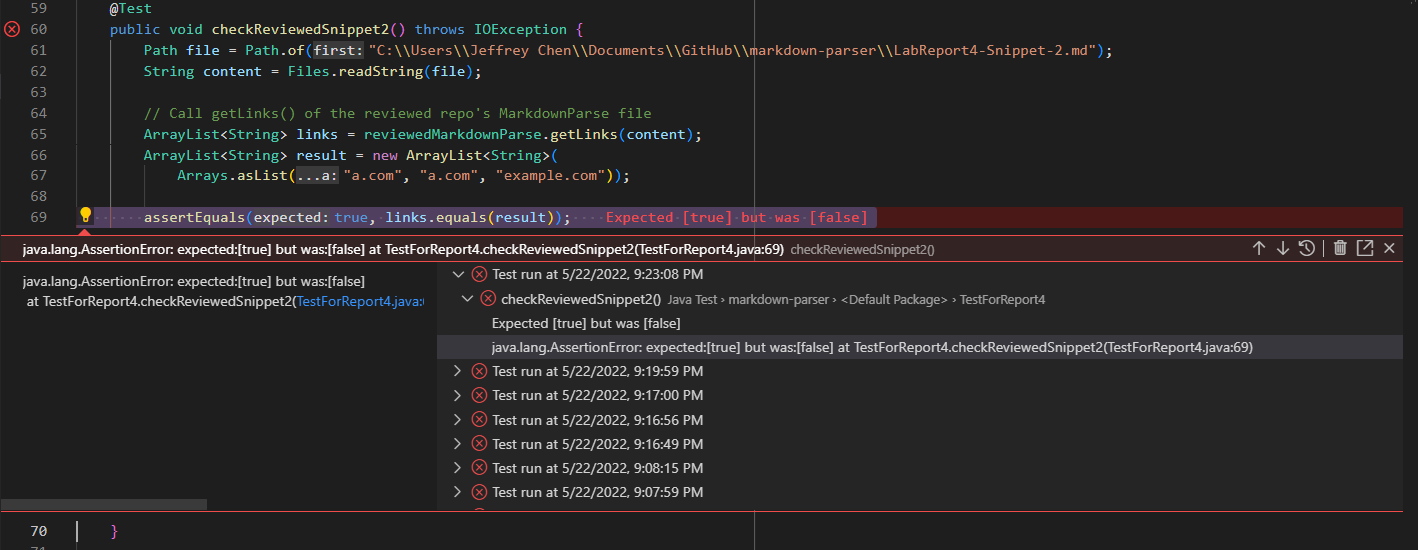 59 @Test
60 public void checkReviewedSnippet2() throws IOException {
61 Path file = Path.of(first: "C:\\Users\\Jeffrey Chen\\Documents\\GitHub\\markdown-parser\\LabReport4-Snippet-2.md");
62 String content = Files.readString(file);
63
64 // Call getLinks() of the reviewed repo's MarkdownParse file
65 ArrayList<String> links = reviewedMarkdownParse.getLinks(content);
66 ArrayList<String> result = new ArrayList<String>(
67 Arrays.asList(...a: "a.com", "a.com", "example.com"));
68
69 assertEquals(expected: true, links.equals(result)); Expected [true] but was [false]
java.lang.AssertionError: expected:[true] but was:[false] at TestForReport4.checkReviewedSnippet2(TestForReport4.java:69) checkReviewedSnippet2()
java.lang.AssertionError: expected:[true] but was:[false]
at TestForReport4.checkReviewedSnippet2(TestForReport4.java:
Test run at 5/22/2022, 9:23:08 PM
checkReviewedSnippet2() Java Test › markdown-parser › <Default Package> › TestForReport4
Expected [true] but was [false]
java.lang.AssertionError: expected:[true] but was:[false] at TestForReport4.checkReviewedSnippet2(TestForReport4.java:69)
Test run at 5/22/2022, 9:19:59 PM
Test run at 5/22/2022, 9:17:00 PM
Test run at 5/22/2022, 9:16:56 PM
Test run at 5/22/2022, 9:16:49 PM
Test run at 5/22/2022, 9:08:15 PM
Test run at 5/22/2022, 9:07:59 PM
70 }